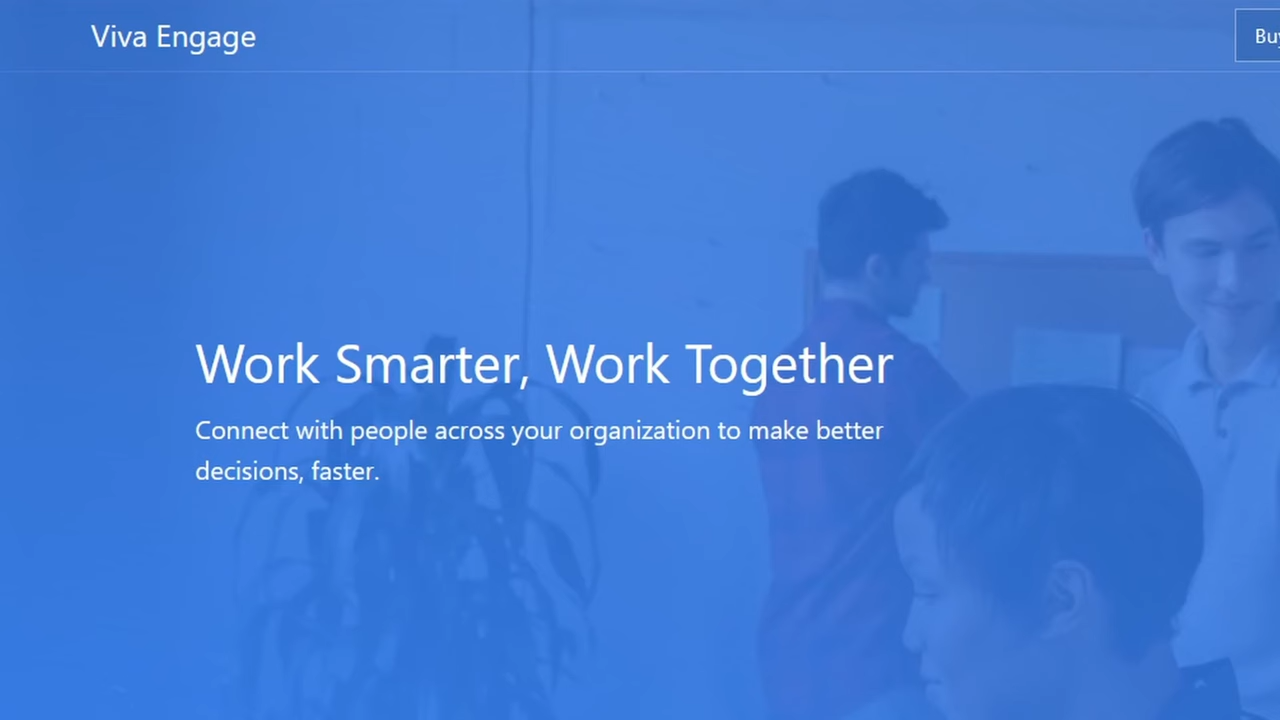 Viva Engage
Work Smarter, Work Together
Connect with people across your organization to make better
decisions, faster.